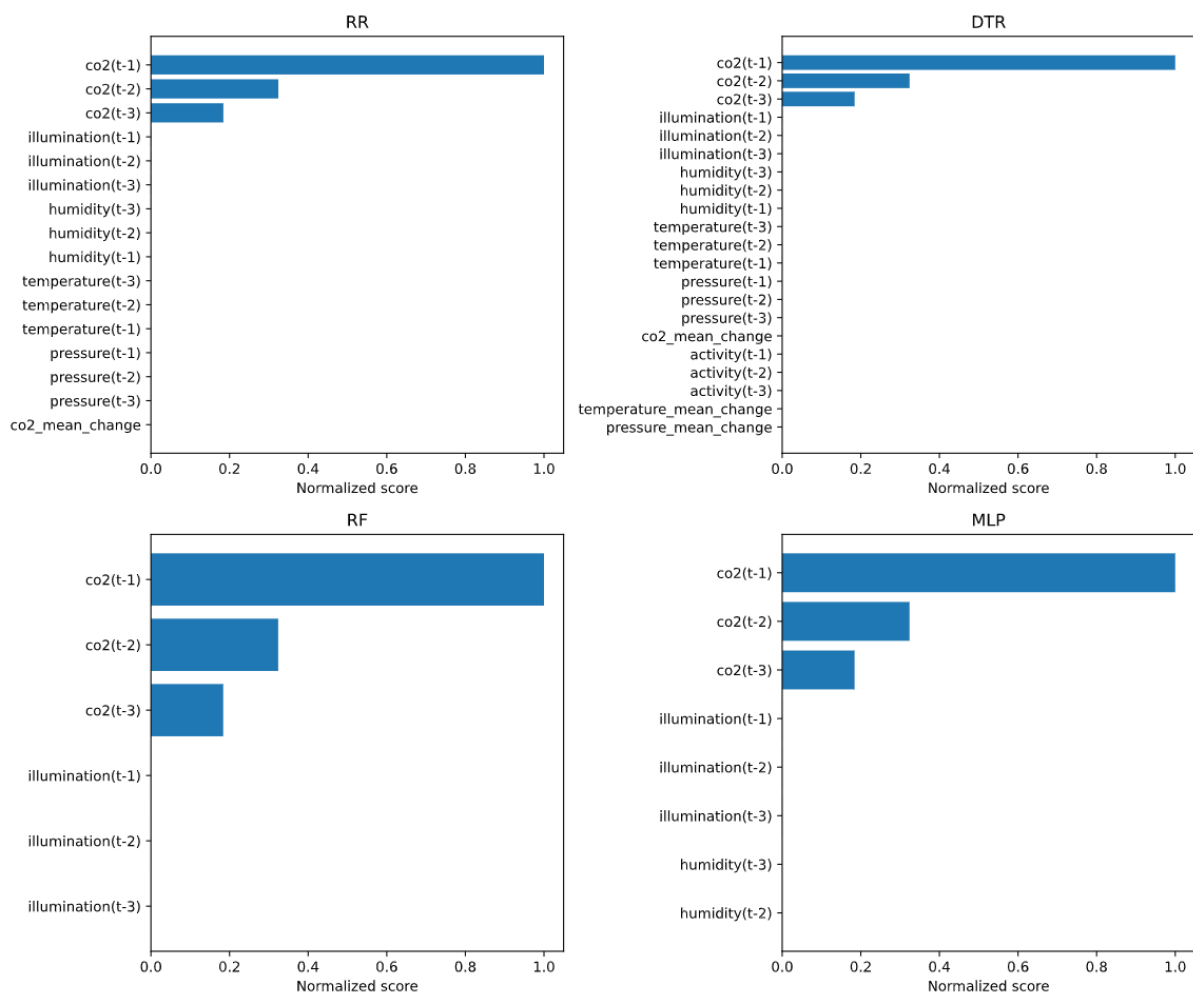 RR
co2(t-1)
co2(t-2)
co2(t-3)
illumination(t-1)
illumination(t-2)
illumination(t-3)
humidity(t-3)
humidity(t-2)
humidity(t-1)
temperature(t-3)
temperature(t-2)
temperature(t-1)
pressure(t-1)
pressure(t-2)
pressure(t-3)
co2_mean_change
0.0 0.2 0.4 0.6 0.8 1.0
Normalized score
DTR
co2(t-1)
co2(t-2)
co2(t-3)
illumination(t-1)
illumination(t-2)
illumination(t-3)
humidity(t-3)
humidity(t-2)
humidity(t-1)
temperature(t-3)
temperature(t-2)
temperature(t-1)
pressure(t-1)
pressure(t-2)
pressure(t-3)
co2_mean_change
activity(t-1)
activity(t-2)
activity(t-3)
temperature_mean_change
pressure_mean_change
0.0 0.2 0.4 0.6 0.8 1.0
Normalized score
RF
co2(t-1)
co2(t-2)
co2(t-3)
illumination(t-1)
illumination(t-2)
illumination(t-3)
0.0 0.2 0.4 0.6 0.8 1.0
Normalized score
MLP
co2(t-1)
co2(t-2)
co2(t-3)
illumination(t-1)
illumination(t-2)
illumination(t-3)
humidity(t-3)
humidity(t-2)
0.0 0.2 0.4 0.6 0.8 1.0
Normalized score